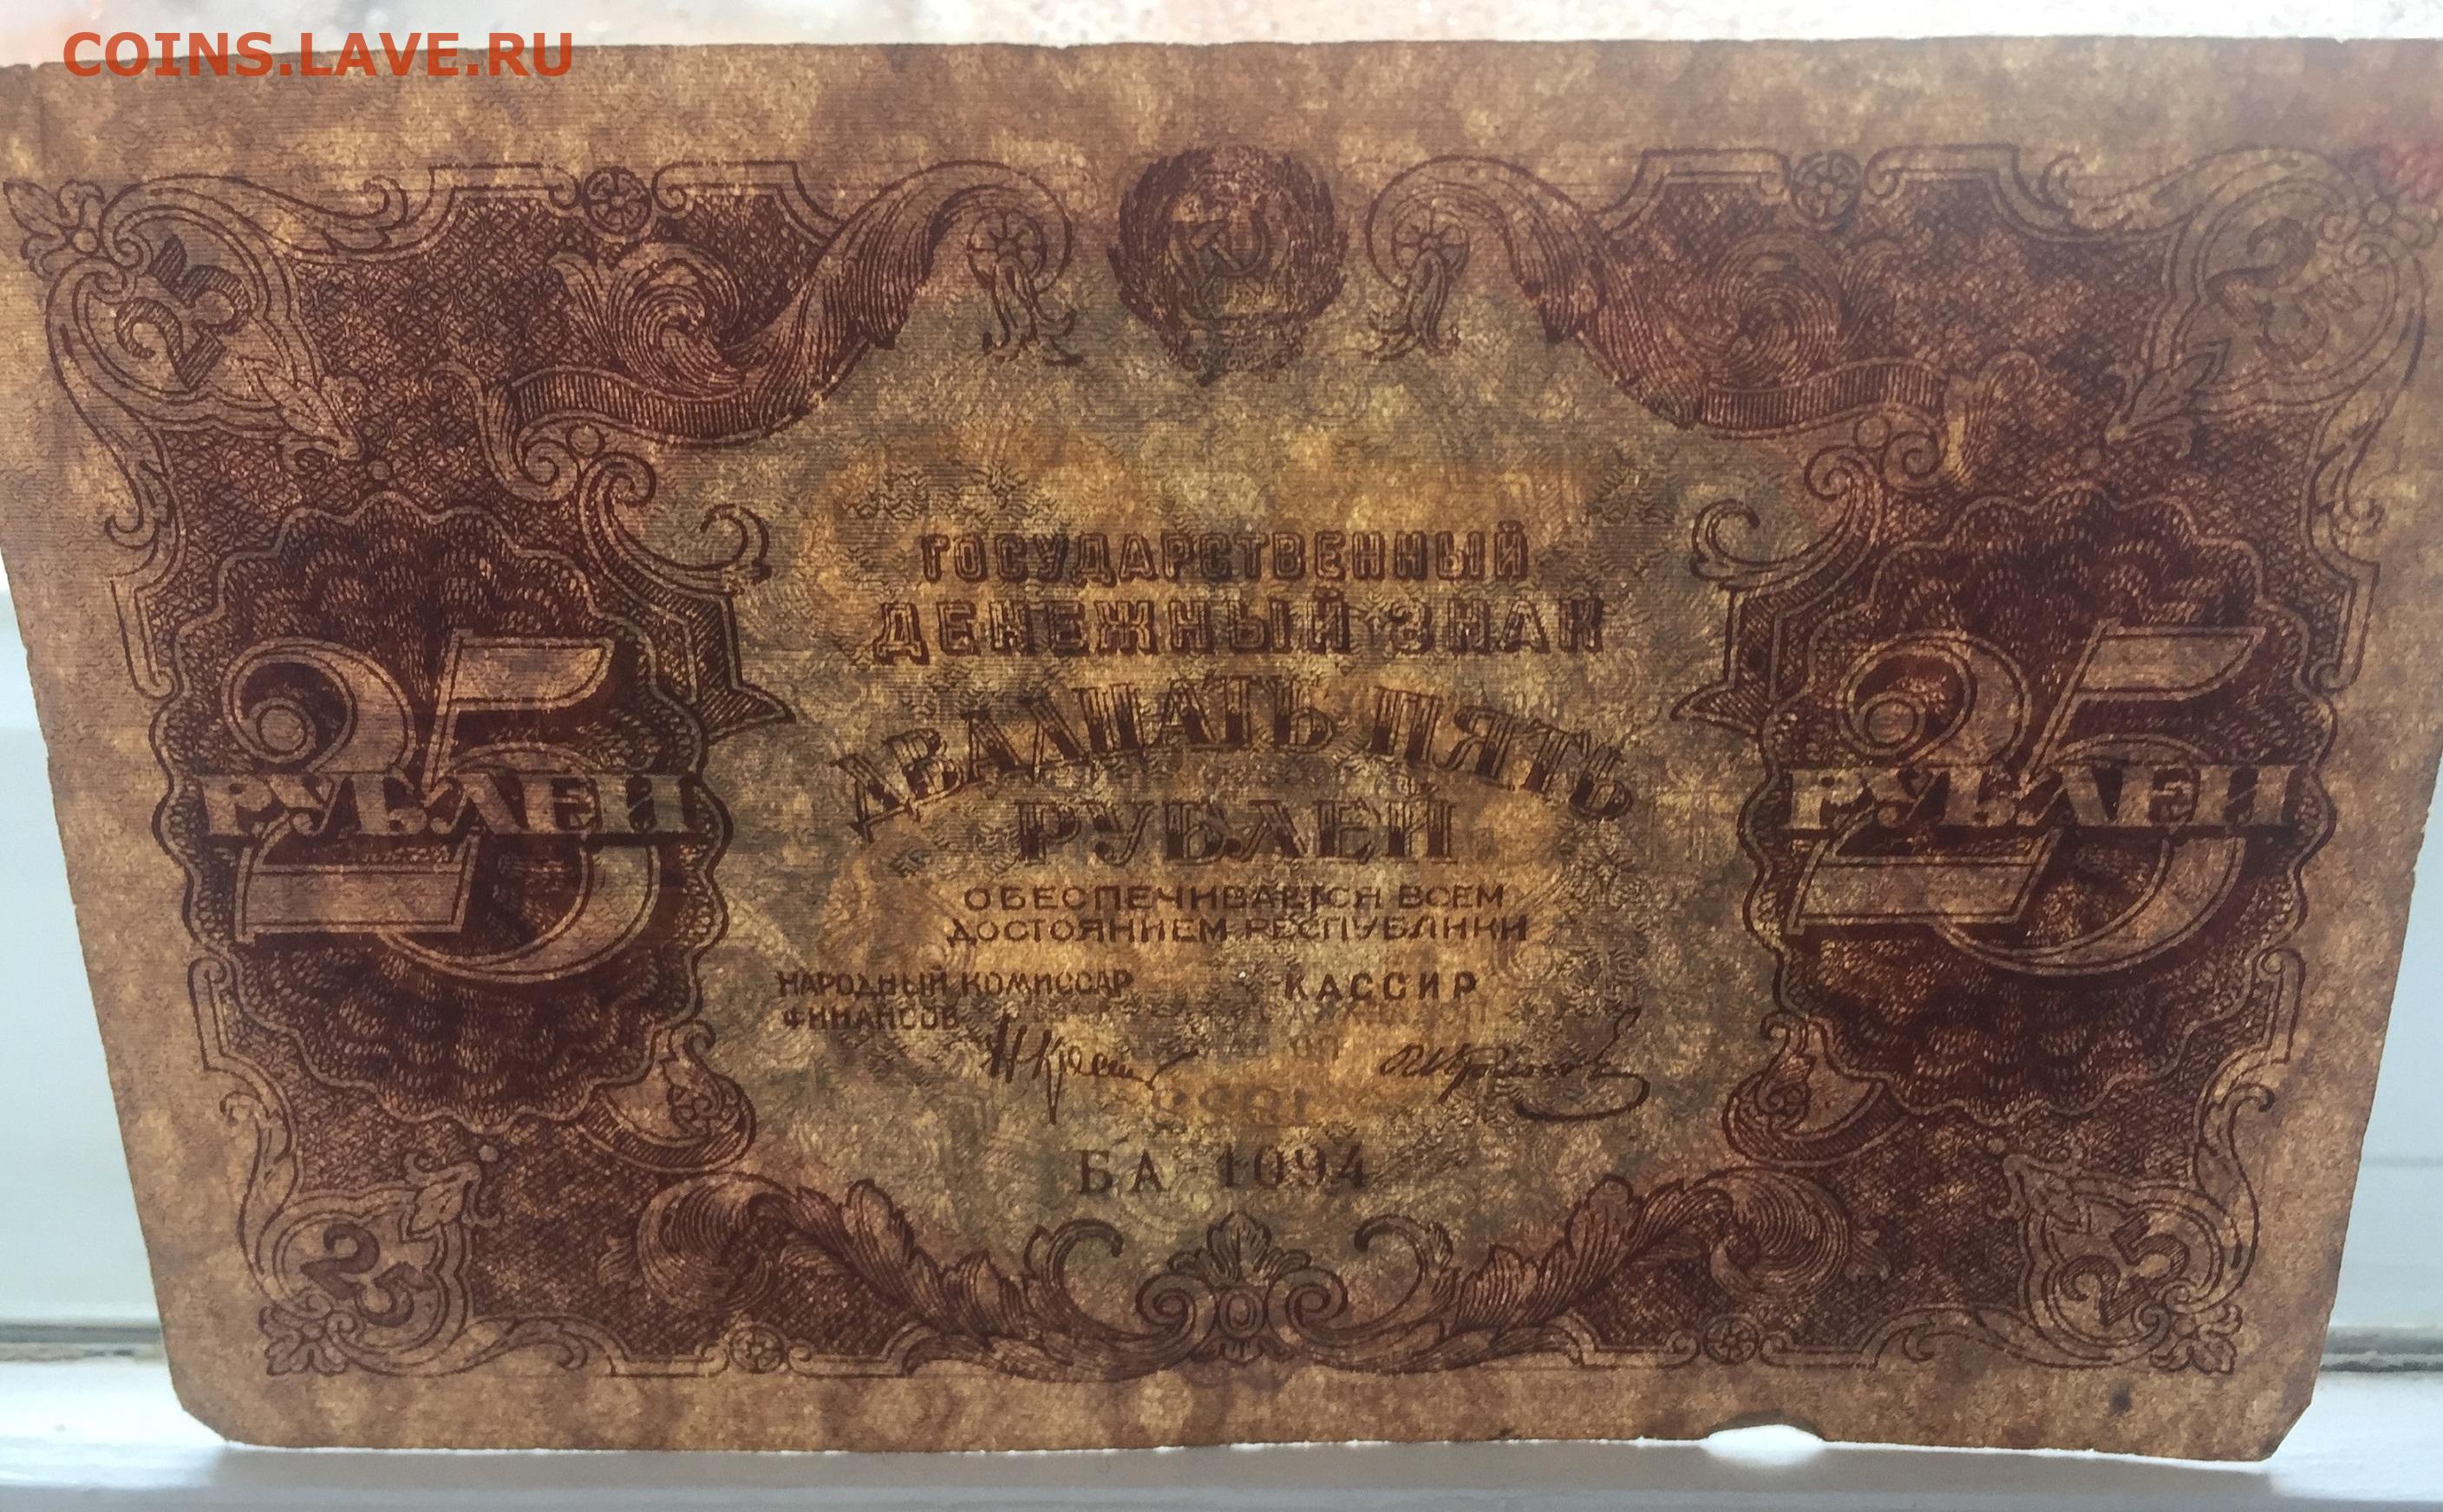 COINS.LAVE.RU
25
25
ГОСУДАРСТВЕННЫЙ
ДЕНЕЖНЫЙ ЗНАК
ДВАДЦАТЬ ПЯТЬ
РУБЛЕЙ
25
РУБЛЕЙ
25
РУБЛЕЙ
ОБЕСПЕЧИВАЕТСЯ ВСЕМ
ДОСТОЯНИЕМ РЕСПУБЛИКИ
НАРОДНЫЙ КОМИССАР
ФИНАНСОВ
КАССИР
1922
БА 1094
25
25